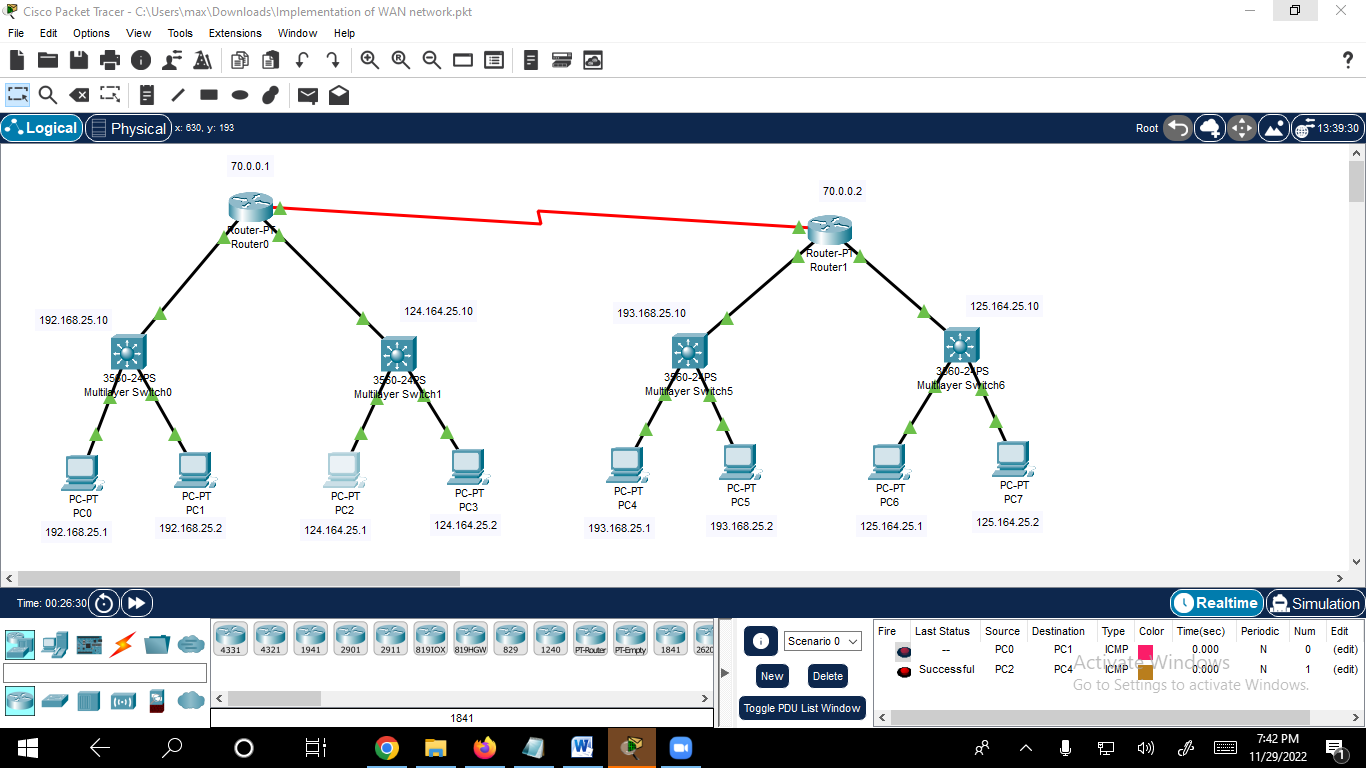 Cisco Packet Tracer - C:\Users\max\Downloads\Implementation of WAN network.pkt
File Edit Options View Tools Extensions Window Help
Logical Physical x: 630, y: 193 Root 13:39:30
70.0.0.1
70.0.0.2
Router-PT
Router0
Router-PT
Router1
192.168.25.10
124.164.25.10
193.168.25.10
125.164.25.10
3560-24PS
Multilayer Switch0
3560-24PS
Multilayer Switch1
3560-24PS
Multilayer Switch5
3560-24PS
Multilayer Switch6
PC-PT
PC0
192.168.25.1
PC-PT
PC1
192.168.25.2
PC-PT
PC2
124.164.25.1
PC-PT
PC3
124.164.25.2
PC-PT
PC4
193.168.25.1
PC-PT
PC5
193.168.25.2
PC-PT
PC6
125.164.25.1
PC-PT
PC7
125.164.25.2
Time: 00:26:30 Realtime Simulation
4331 4321 1941 2901 2911 819IOX 819HGW 829 1240 PT-Router PT-Empty 1841 2620
1841
Scenario 0
New Delete
Toggle PDU List Window
Fire Last Status Source Destination Type Color Time(sec) Periodic Num Edit
-- PC0 PC1 ICMP 0.000 N 0 (edit)
Successful PC2 PC4 ICMP 0.000 N 1 (edit)
Activate Windows
Go to Settings to activate Windows.
7:42 PM
11/29/2022
1